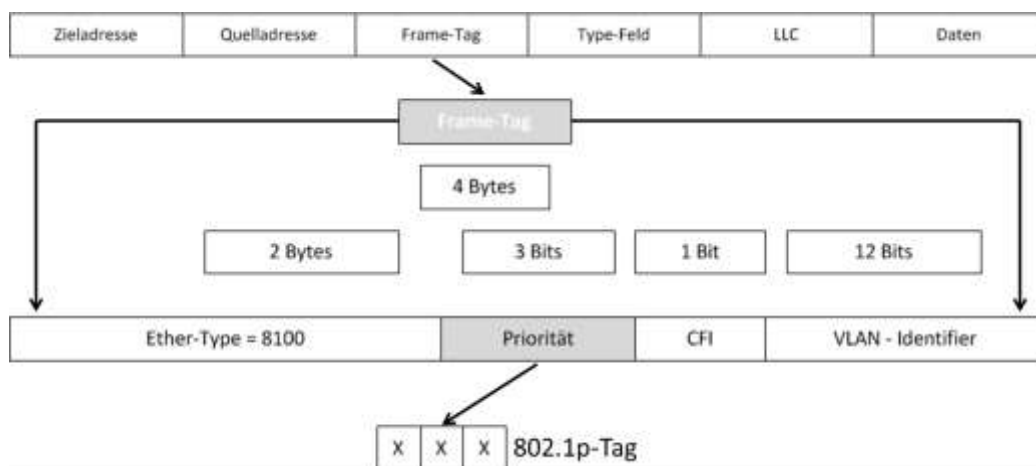 Zieladresse Quelladresse Frame-Tag Type-Feld LLC Daten
Frame-Tag
4 Bytes
2 Bytes 3 Bits 1 Bit 12 Bits
Ether-Type = 8100 Priorität CFI VLAN - Identifier
X X X 802.1p-Tag